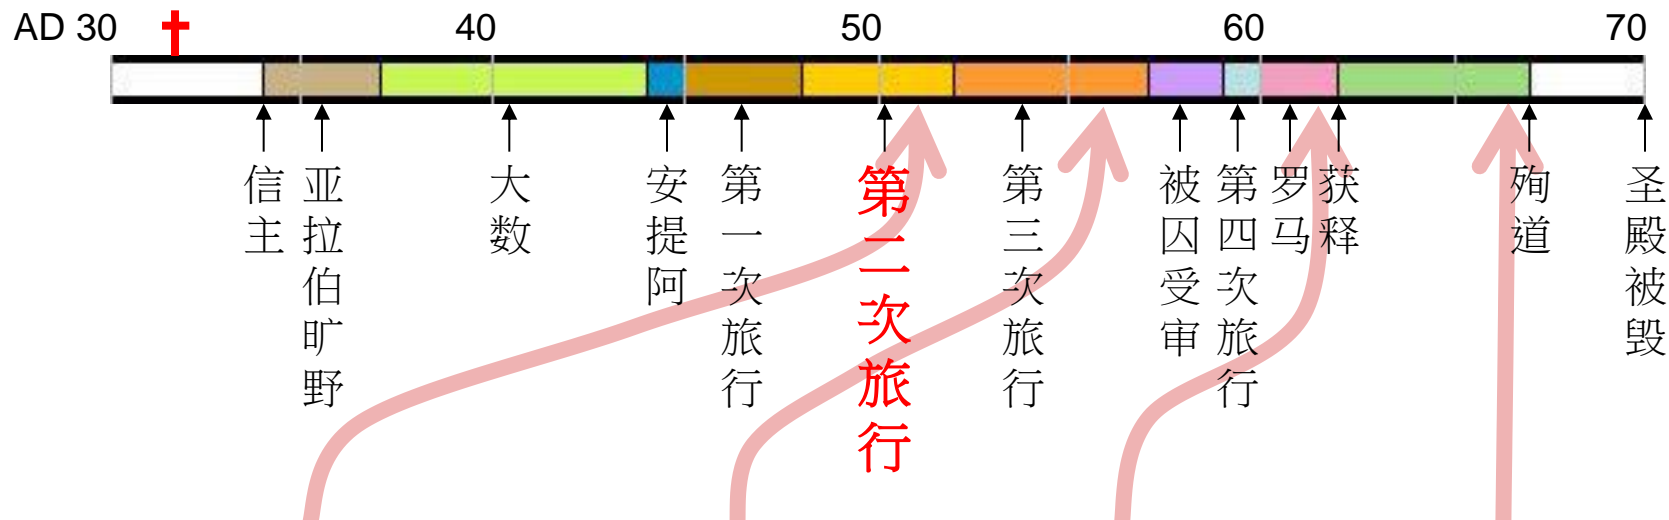 AD 30
40
50
60
70
信主
亚拉伯旷野
大数
安提阿
第一次旅行
第二次旅行
第三次旅行
被囚受审
第四次旅行
罗马
获释
殉道
圣殿被毁